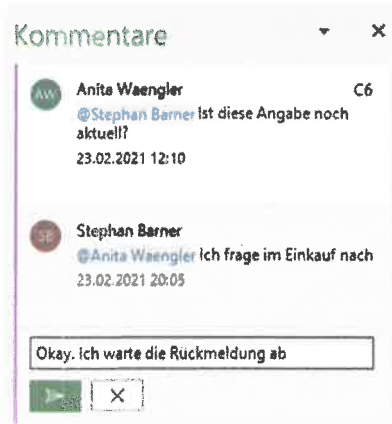 Kommentare
AW Anita Waengler C6
@Stephan Barner Ist diese Angabe noch
aktuell?
23.02.2021 12:10
SB Stephan Barner
@Anita Waengler Ich frage im Einkauf nach
23.02.2021 20:05
Okay. Ich warte die Rückmeldung ab